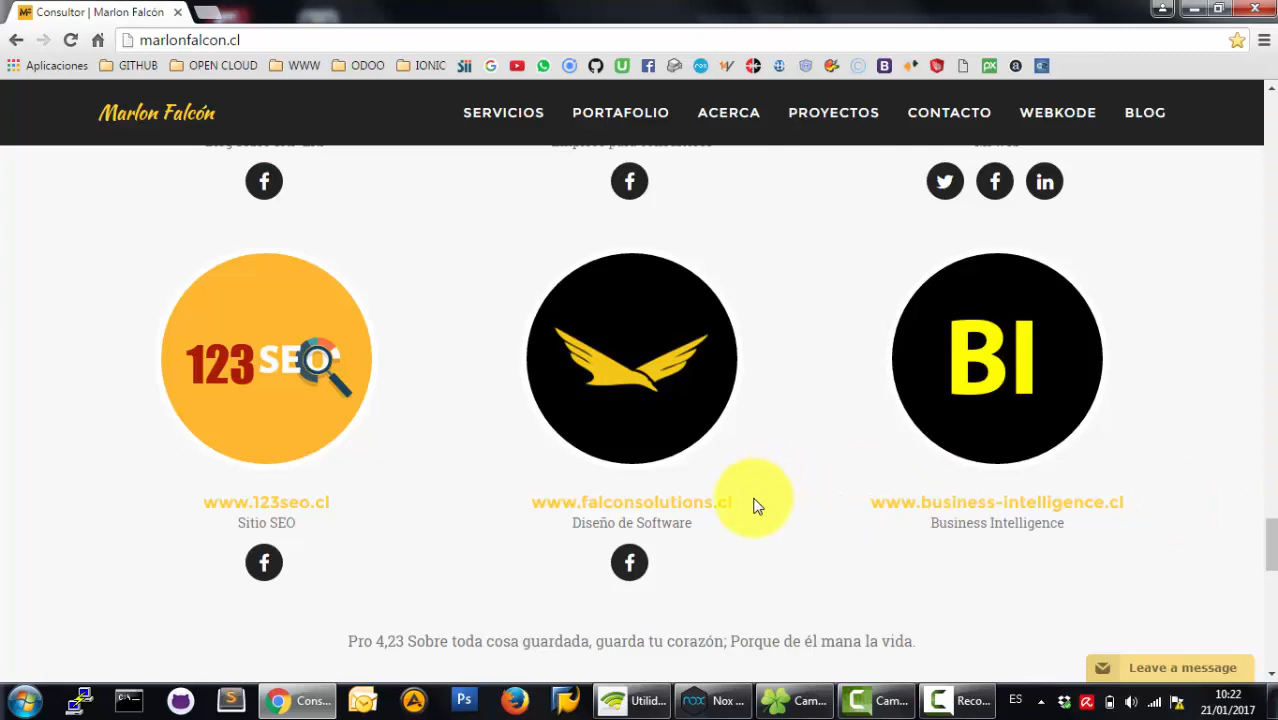 Consultor | Marlon Falcón
marlonfalcon.cl
Aplicaciones GITHUB OPEN CLOUD WWW ODOO IONIC
Marlon Falcón
SERVICIOS PORTAFOLIO ACERCA PROYECTOS CONTACTO WEBKODE BLOG
123 SEO
BI
www.123seo.cl www.falconsolutions.cl www.business-intelligence.cl
Sitio SEO Diseño de Software Business Intelligence
Pro 4,23 Sobre toda cosa guardada, guarda tu corazón; Porque de él mana la vida.
Leave a message
Cons... Utilid... Nox ... Cam... Cam... Reco... ES 10:22
21/01/2017